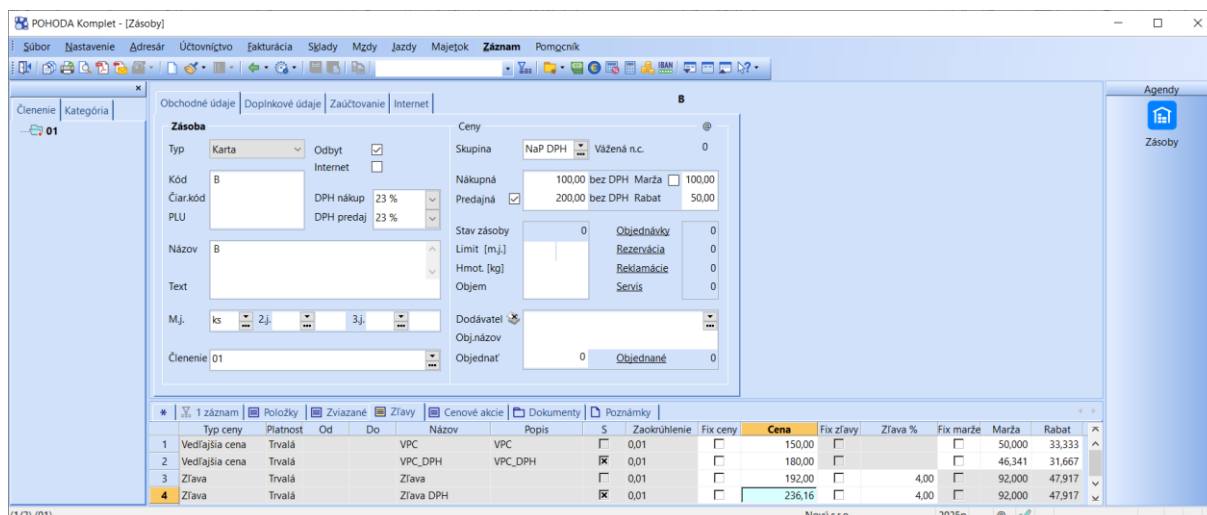 POHODA Komplet - [Zásoby]
Súbor Nastavenie Adresár Účtovníctvo Fakturácia Sklady Mzdy Jazdy Majetok Záznam Pomocník
IBAN
Agendy
Členenie Kategória
01
Zásoby
Obchodné údaje Doplnkové údaje Zaúčtovanie Internet B
Zásoba Ceny @
Typ Karta Odbyt Skupina NaP DPH Vážená n.c. 0
Internet
Kód B Nákupná 100,00 bez DPH Marža 100,00
Čiar.kód DPH nákup 23 % Predajná 200,00 bez DPH Rabat 50,00
PLU DPH predaj 23 %
Stav zásoby 0 Objednávky 0
Názov B Limit [m.j.] Rezervácia 0
Hmot. [kg] Reklamácie 0
Text Objem Servis 0
M.j. ks 2.j. 3.j. Dodávateľ
Obj.názov
Členenie 01 Objednať 0 Objednané 0
* 1 záznam Položky Zviazané Zľavy Cenové akcie Dokumenty Poznámky
Typ ceny Platnost Od Do Názov Popis S Zaokrúhlenie Fix ceny Cena Fix zľavy Zľava % Fix marže Marža Rabat
1 Vedľajšia cena Trvalá VPC VPC 0,01 150,00 50,000 33,333
2 Vedľajšia cena Trvalá VPC_DPH VPC_DPH 0,01 180,00 46,341 31,667
3 Zľava Trvalá Zľava 0,01 192,00 4,00 92,000 47,917
4 Zľava Trvalá Zľava DPH 0,01 236,16 4,00 92,000 47,917